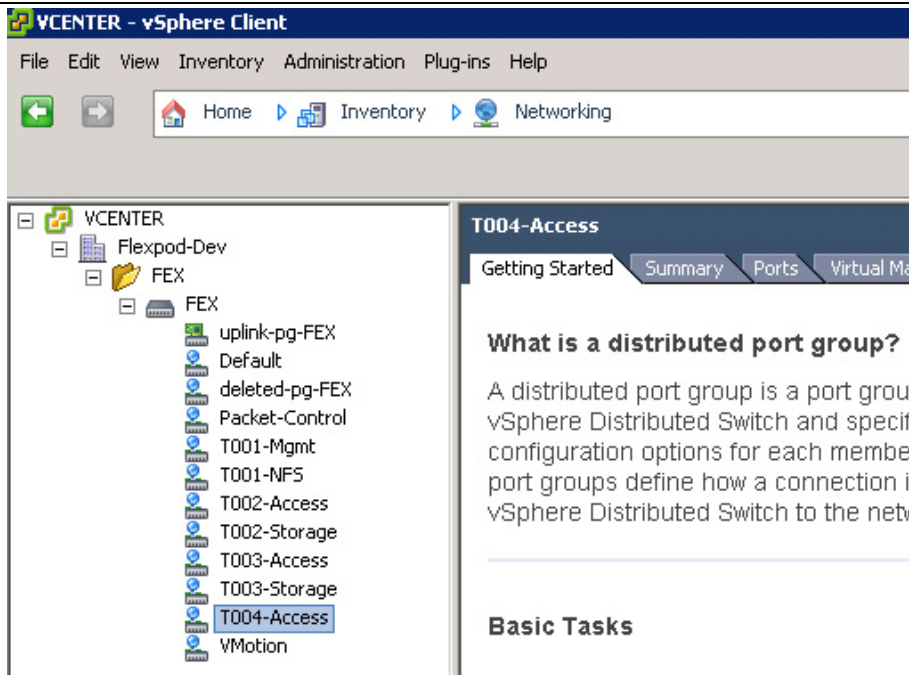 VCENTER - vSphere Client
File Edit View Inventory Administration Plug-ins Help
Home Inventory Networking
VCENTER
Flexpod-Dev
FEX
FEX
uplink-pg-FEX
Default
deleted-pg-FEX
Packet-Control
T001-Mgmt
T001-NFS
T002-Access
T002-Storage
T003-Access
T003-Storage
T004-Access
VMotion
T004-Access
Getting Started Summary Ports Virtual Ma
What is a distributed port group?
A distributed port group is a port grou
vSphere Distributed Switch and specif
configuration options for each membe
port groups define how a connection i
vSphere Distributed Switch to the netw
Basic Tasks